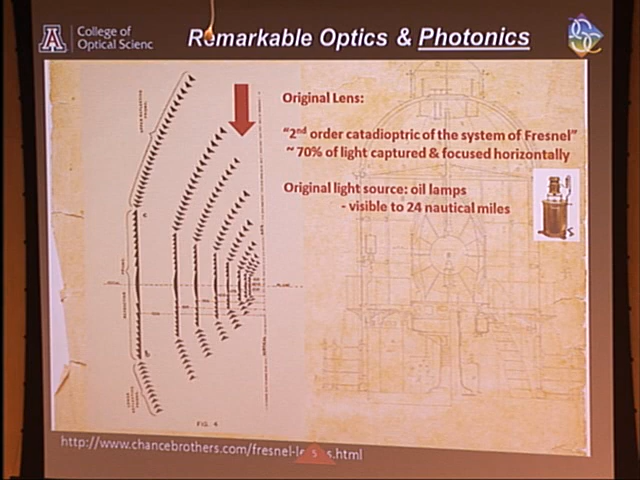 College of
Optical Scienc
Remarkable Optics & Photonics
Original Lens:
"2nd order catadioptric of the system of Fresnel"
~ 70% of light captured & focused horizontally
Original light source: oil lamps
- visible to 24 nautical miles
FIG. 4
http://www.chancebrothers.com/fresnel-le s.html
5